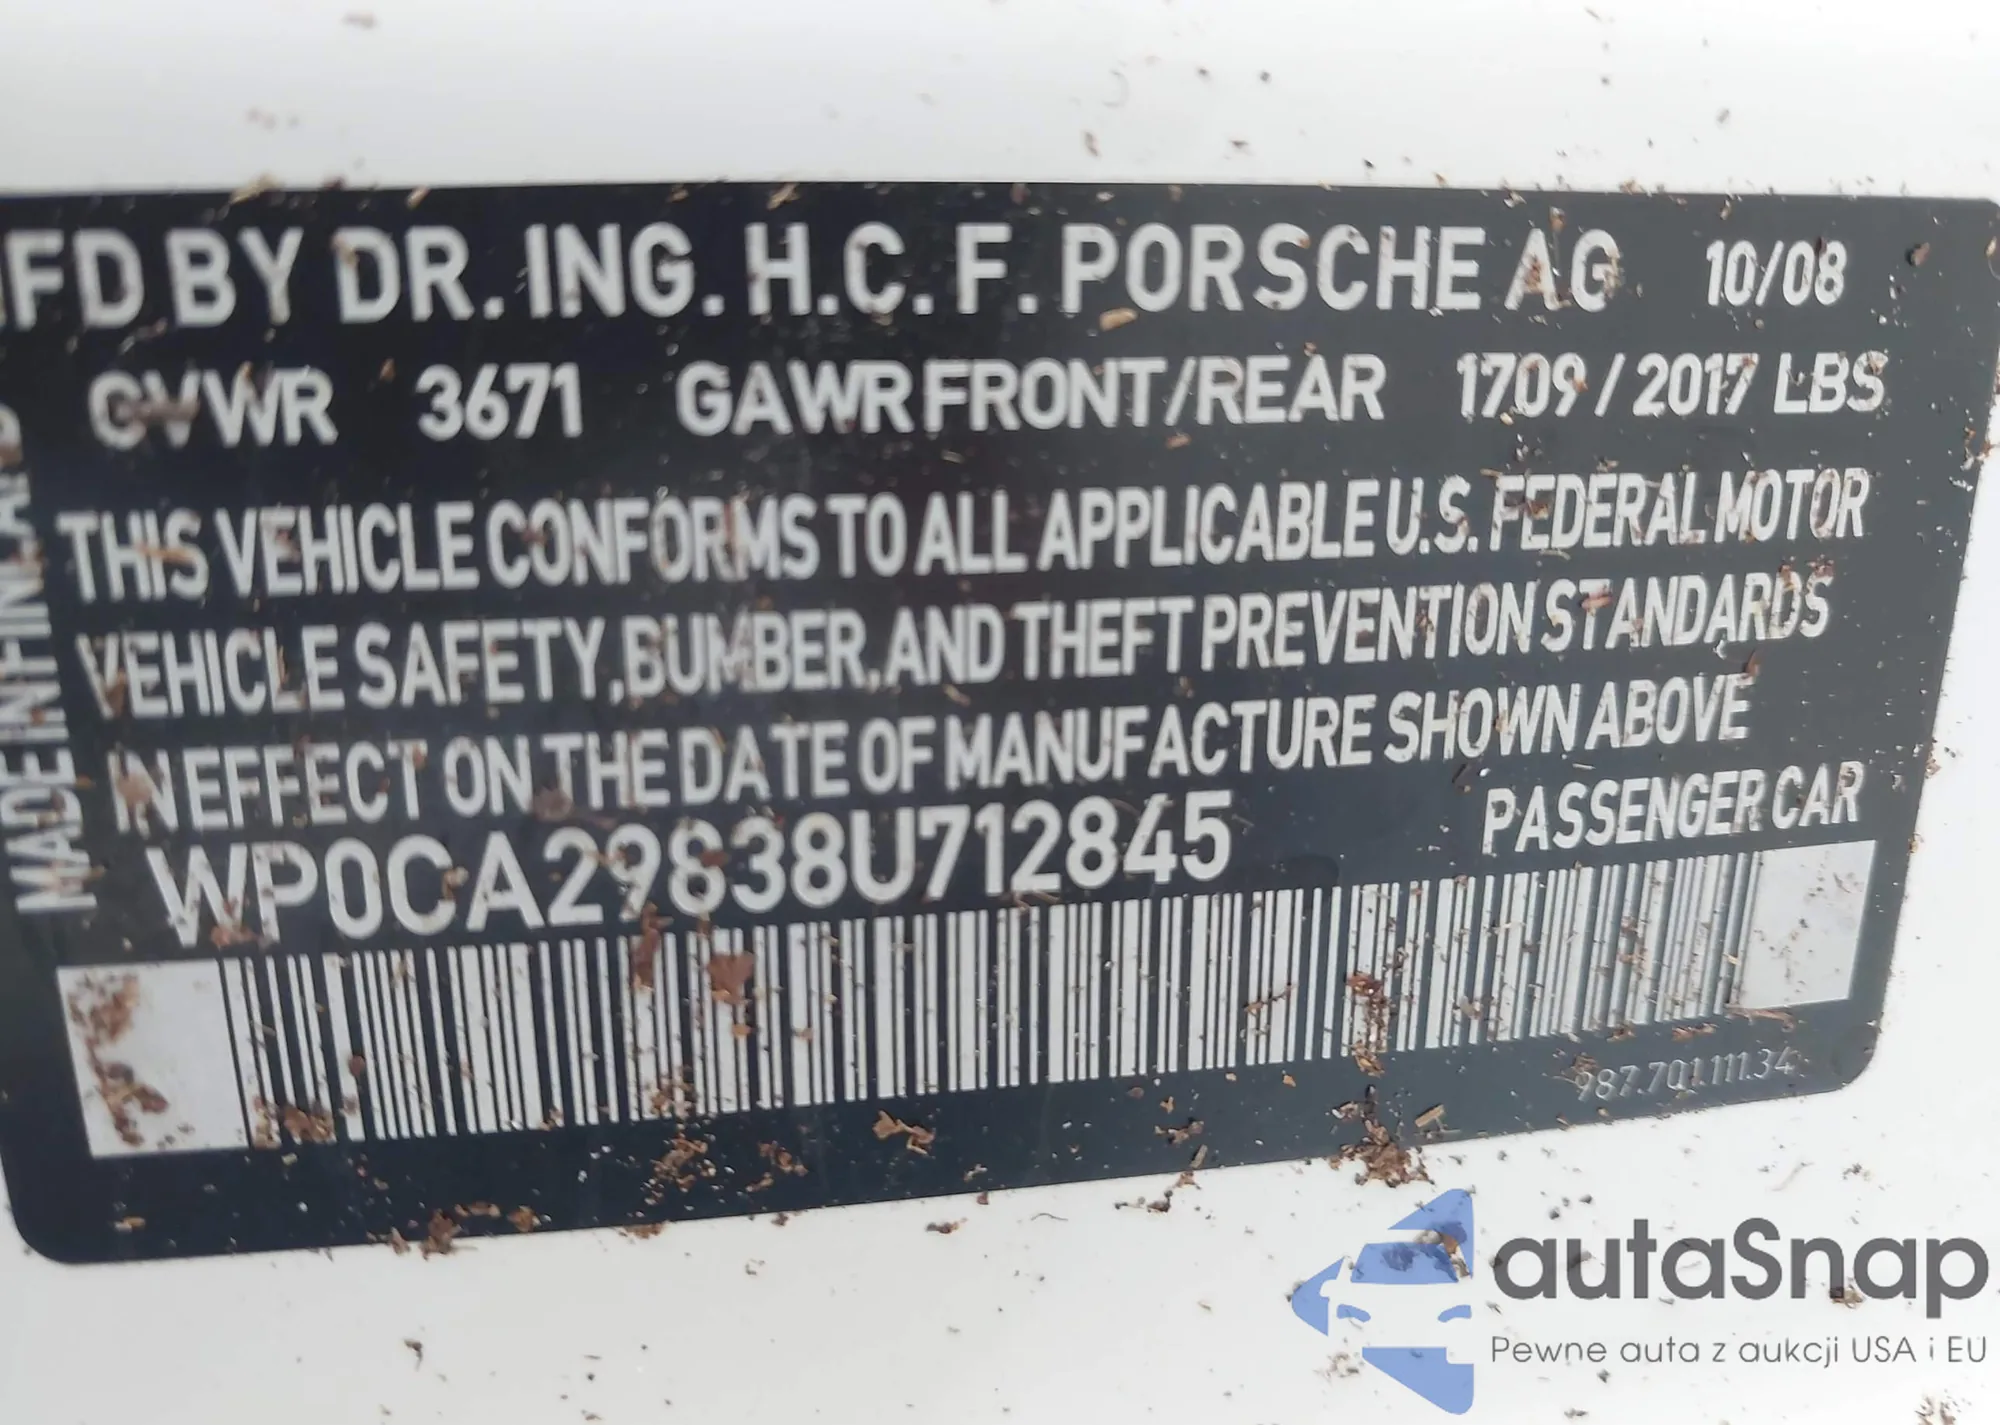 MFD BY DR. ING. H.C. F. PORSCHE AG 10/08
GVWR 3671 GAWR FRONT/REAR 1709 / 2017 LBS
THIS VEHICLE CONFORMS TO ALL APPLICABLE U.S. FEDERAL MOTOR
VEHICLE SAFETY, BUMBER, AND THEFT PREVENTION STANDARDS
IN EFFECT ON THE DATE OF MANUFACTURE SHOWN ABOVE
WP0CA29838U712845 PASSENGER CAR
MADE IN FINLAND
987.701.111.34
autaSnap
Pewne auta z aukcji USA i EU